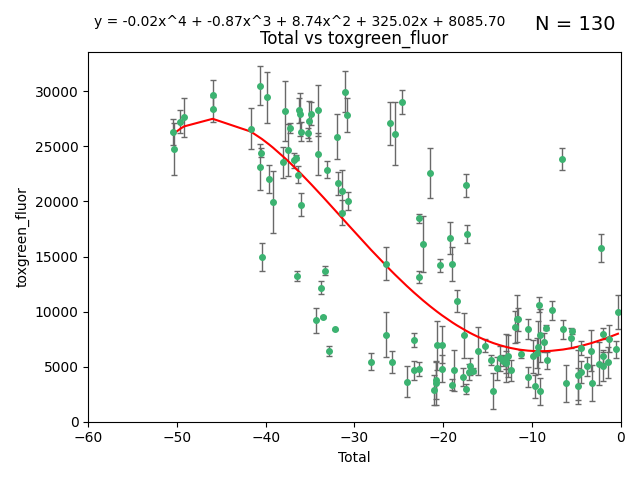 y = -0.02x^4 + -0.87x^3 + 8.74x^2 + 325.02x + 8085.70
N = 130
Total vs toxgreen_fluor
toxgreen_fluor
30000
25000
20000
15000
10000
5000
0
−60
−50
−40
−30
−20
−10
0
Total